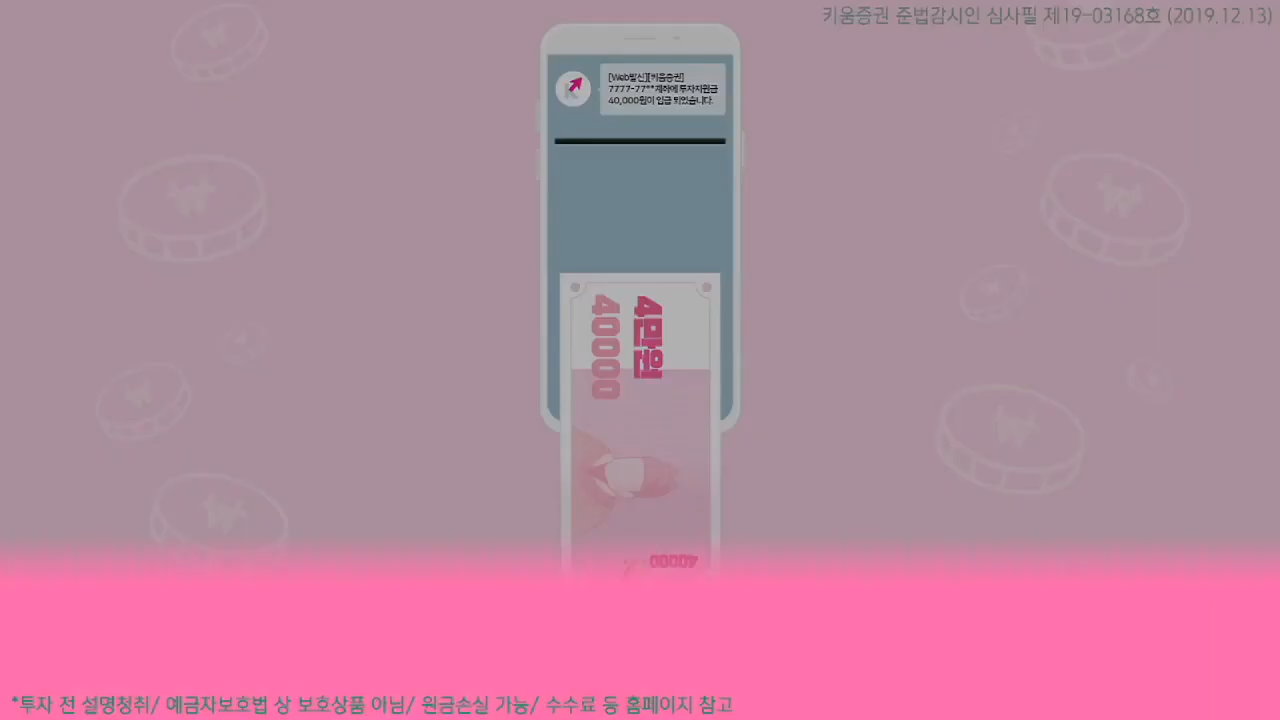 키움증권 준법감시인 심사필 제19-03168호 (2019.12.13)
[Web발신][키움증권]
7777-77**계좌에 투자지원금
40,000원이 입금 되었습니다.
4만원
40000
40000
*투자 전 설명청취/ 예금자보호법 상 보호상품 아님/ 원금손실 가능/ 수수료 등 홈페이지 참고